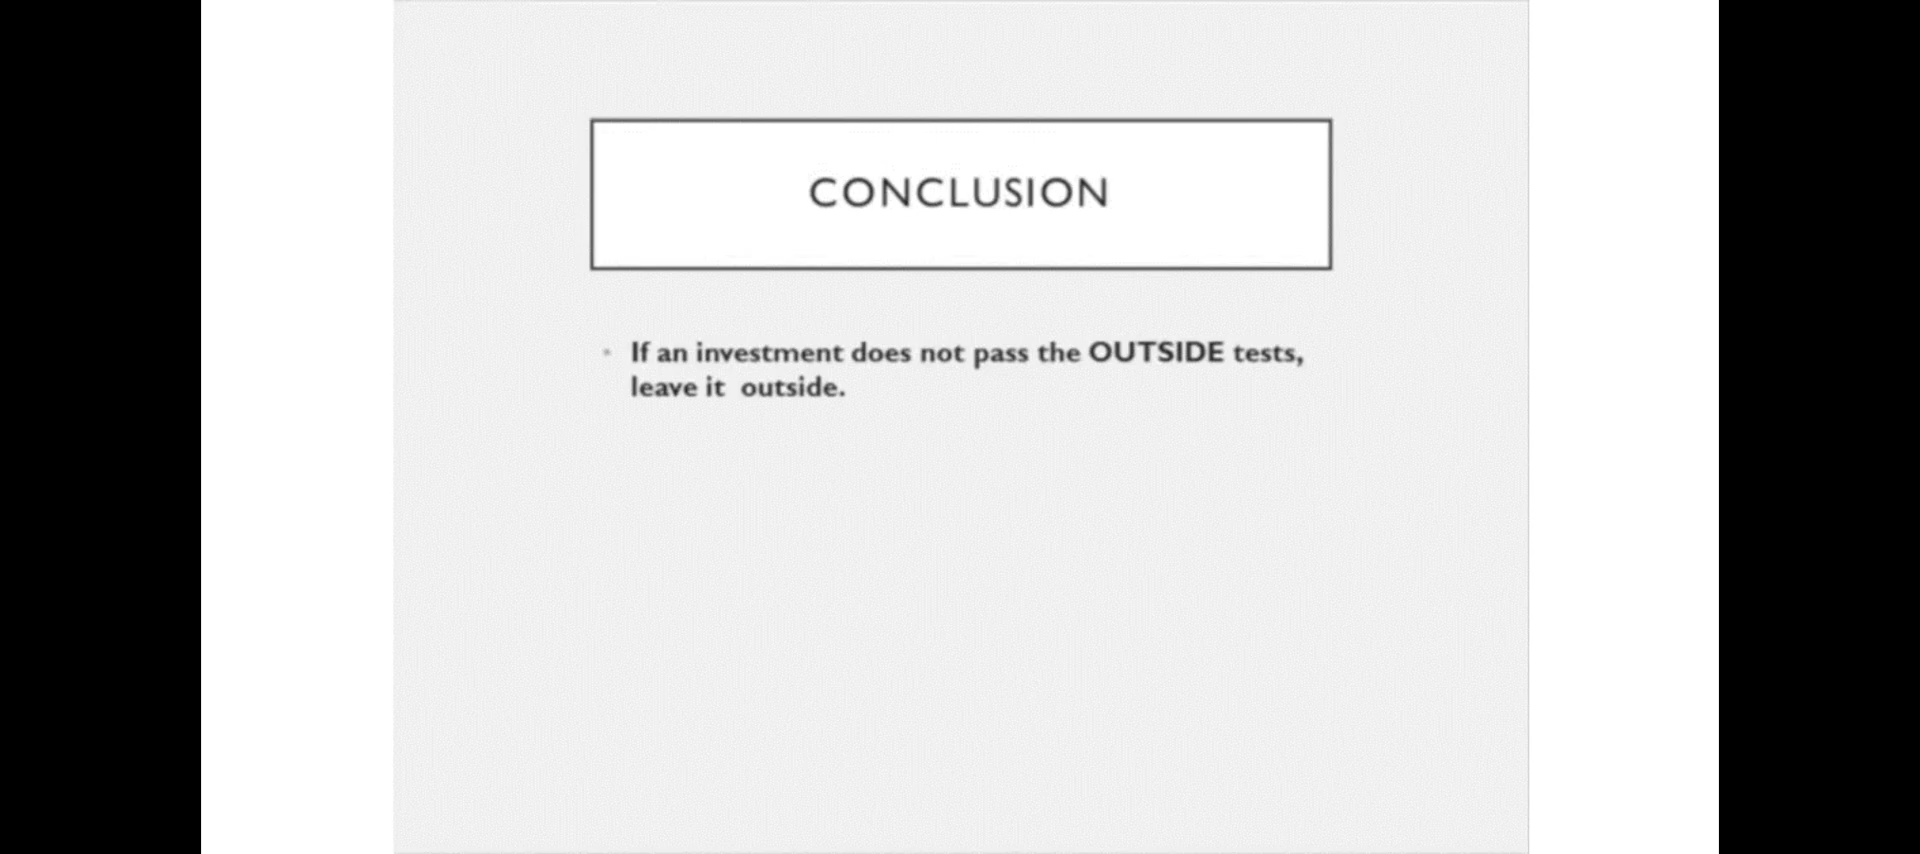 CONCLUSION
If an investment does not pass the OUTSIDE tests,
leave it  outside.